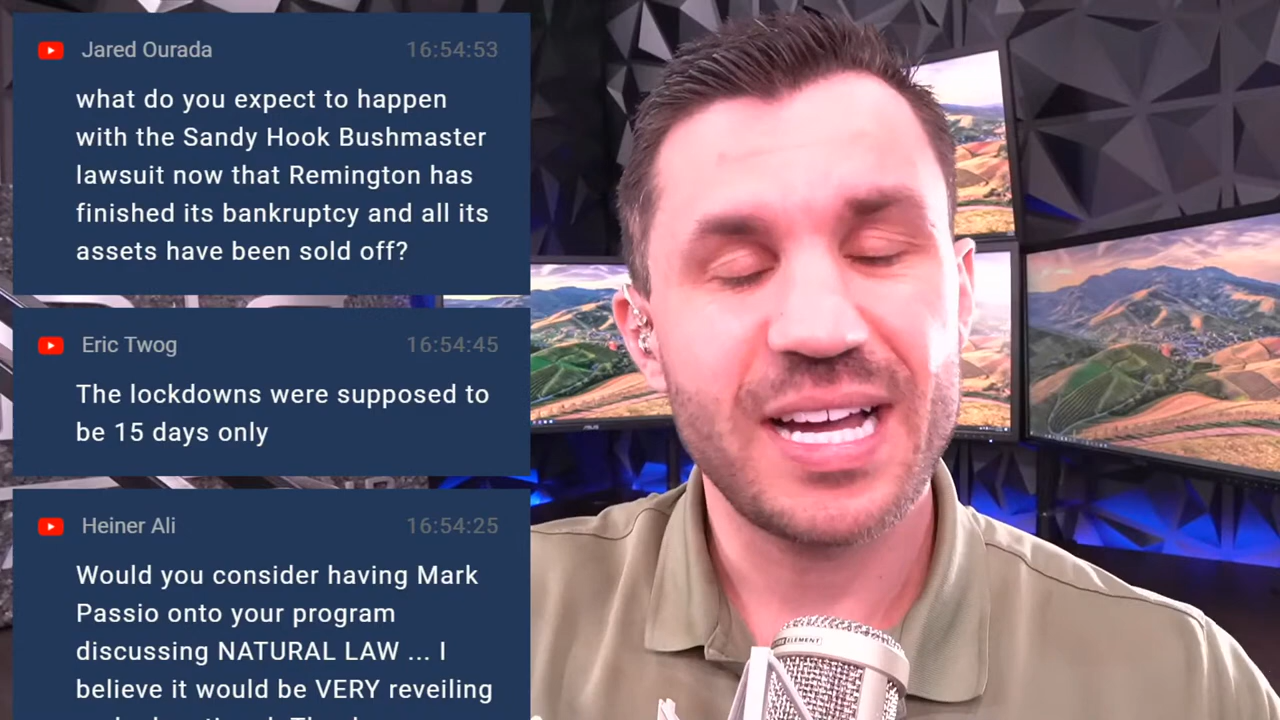 Jared Ourada 16:54:53
what do you expect to happen
with the Sandy Hook Bushmaster
lawsuit now that Remington has
finished its bankruptcy and all its
assets have been sold off?
Eric Twog 16:54:45
The lockdowns were supposed to
be 15 days only
Heiner Ali 16:54:25
Would you consider having Mark
Passio onto your program
discussing NATURAL LAW ... I
believe it would be VERY reveiling
ELEMENT